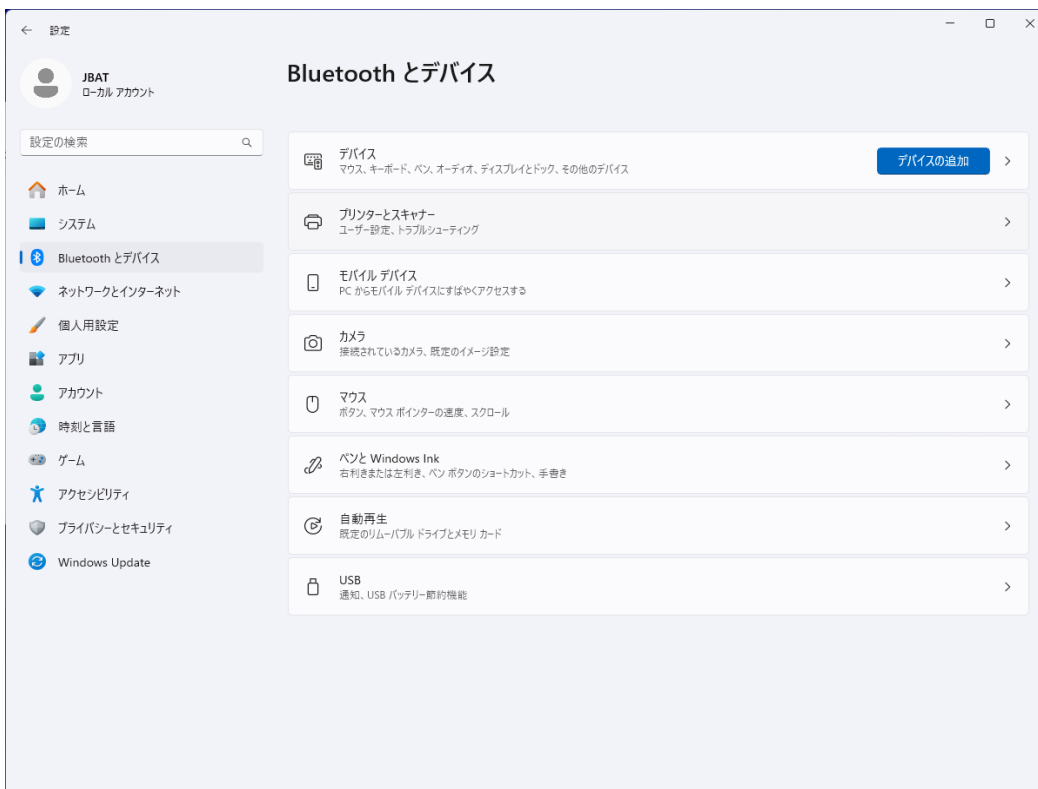 設定
JBAT
ローカル アカウント
設定の検索
ホーム
システム
Bluetooth とデバイス
ネットワークとインターネット
個人用設定
アプリ
アカウント
時刻と言語
ゲーム
アクセシビリティ
プライバシーとセキュリティ
Windows Update
Bluetooth とデバイス
デバイス
マウス、キーボード、ペン、オーディオ、ディスプレイとドック、その他のデバイス
デバイスの追加
プリンターとスキャナー
ユーザー設定、トラブルシューティング
モバイル デバイス
PC からモバイル デバイスにすばやくアクセスする
カメラ
接続されているカメラ、既定のイメージ設定
マウス
ボタン、マウス ポインターの速度、スクロール
ペンと Windows Ink
右利きまたは左利き、ペン ボタンのショートカット、手書き
自動再生
既定のリムーバブル ドライブとメモリ カード
USB
通知、USB バッテリー節約機能